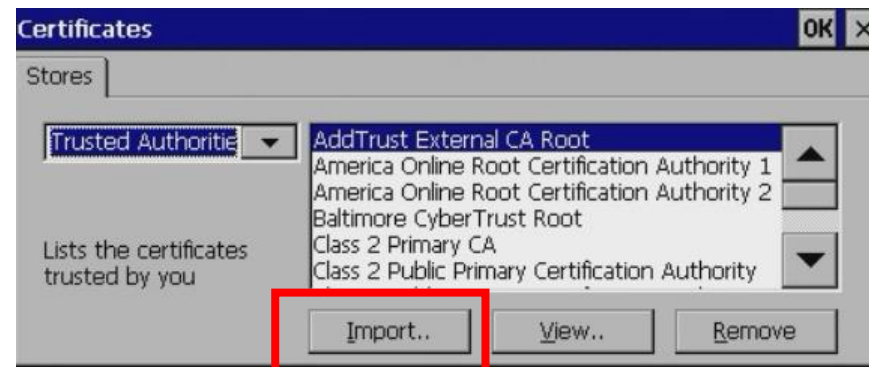 Certificates OK ×
Stores
Trusted Authoritie
AddTrust External CA Root
America Online Root Certification Authority 1
America Online Root Certification Authority 2
Baltimore CyberTrust Root
Class 2 Primary CA
Class 2 Public Primary Certification Authority
Lists the certificates
trusted by you
Import.. View.. Remove